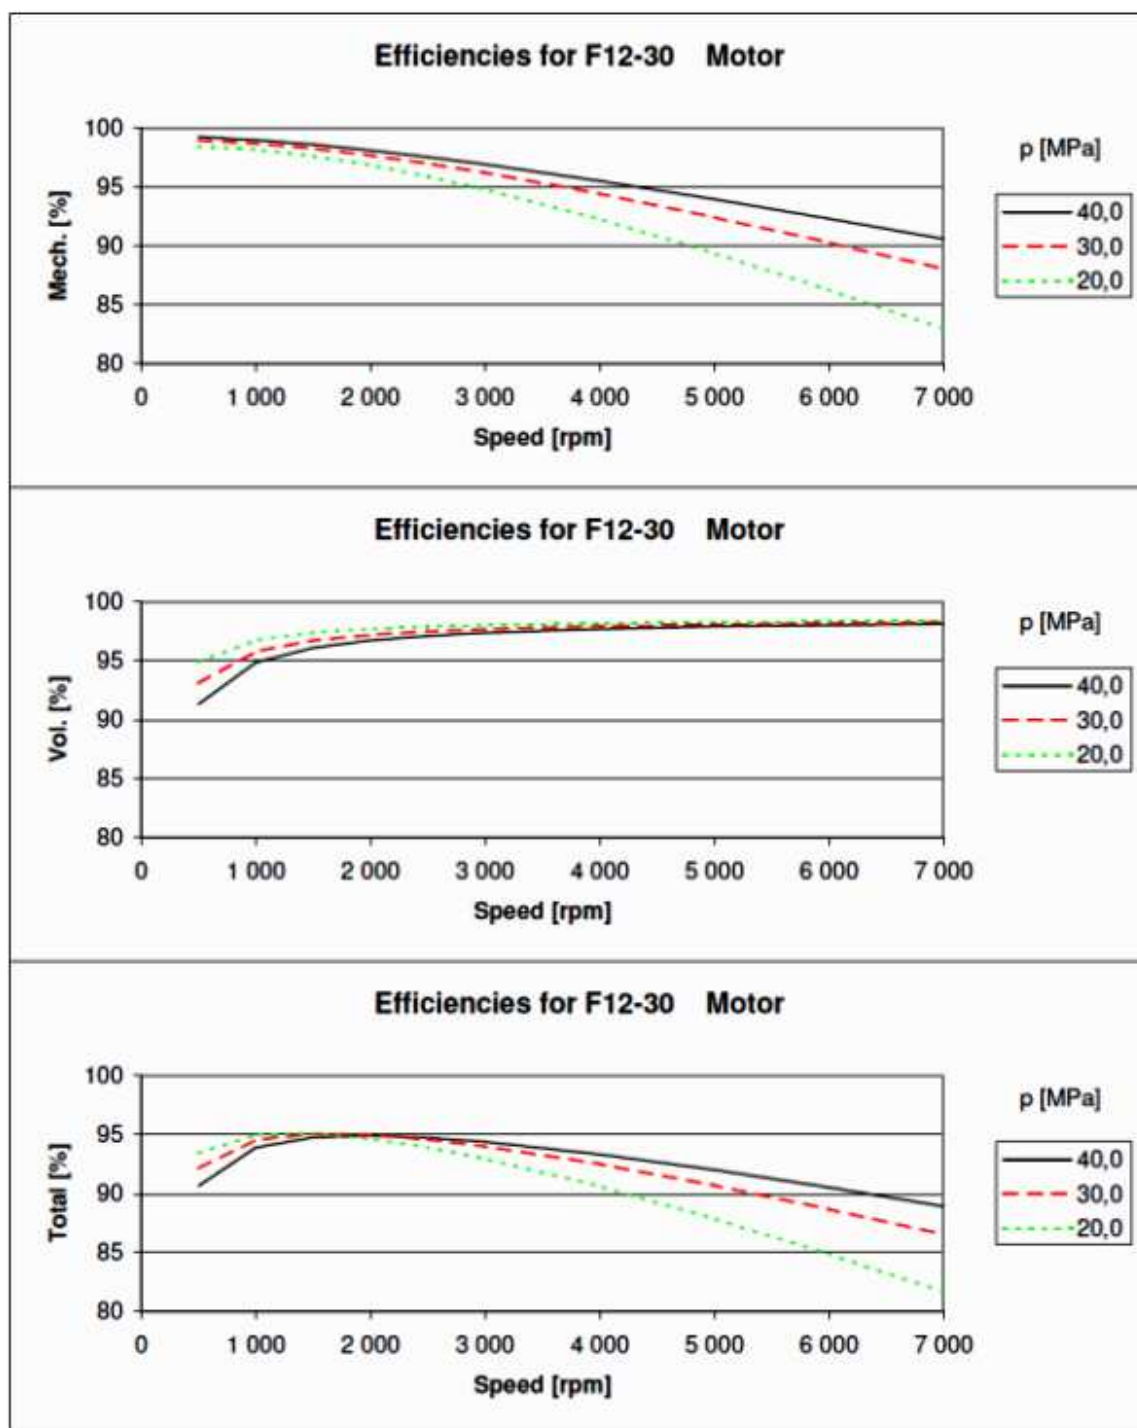 Efficiencies for F12-30 Motor
100
95
90
85
80
Mech. [%]
0 1 000 2 000 3 000 4 000 5 000 6 000 7 000
Speed [rpm]
p [MPa]
40,0
30,0
20,0
Efficiencies for F12-30 Motor
100
95
90
85
80
Vol. [%]
0 1 000 2 000 3 000 4 000 5 000 6 000 7 000
Speed [rpm]
p [MPa]
40,0
30,0
20,0
Efficiencies for F12-30 Motor
100
95
90
85
80
Total [%]
0 1 000 2 000 3 000 4 000 5 000 6 000 7 000
Speed [rpm]
p [MPa]
40,0
30,0
20,0